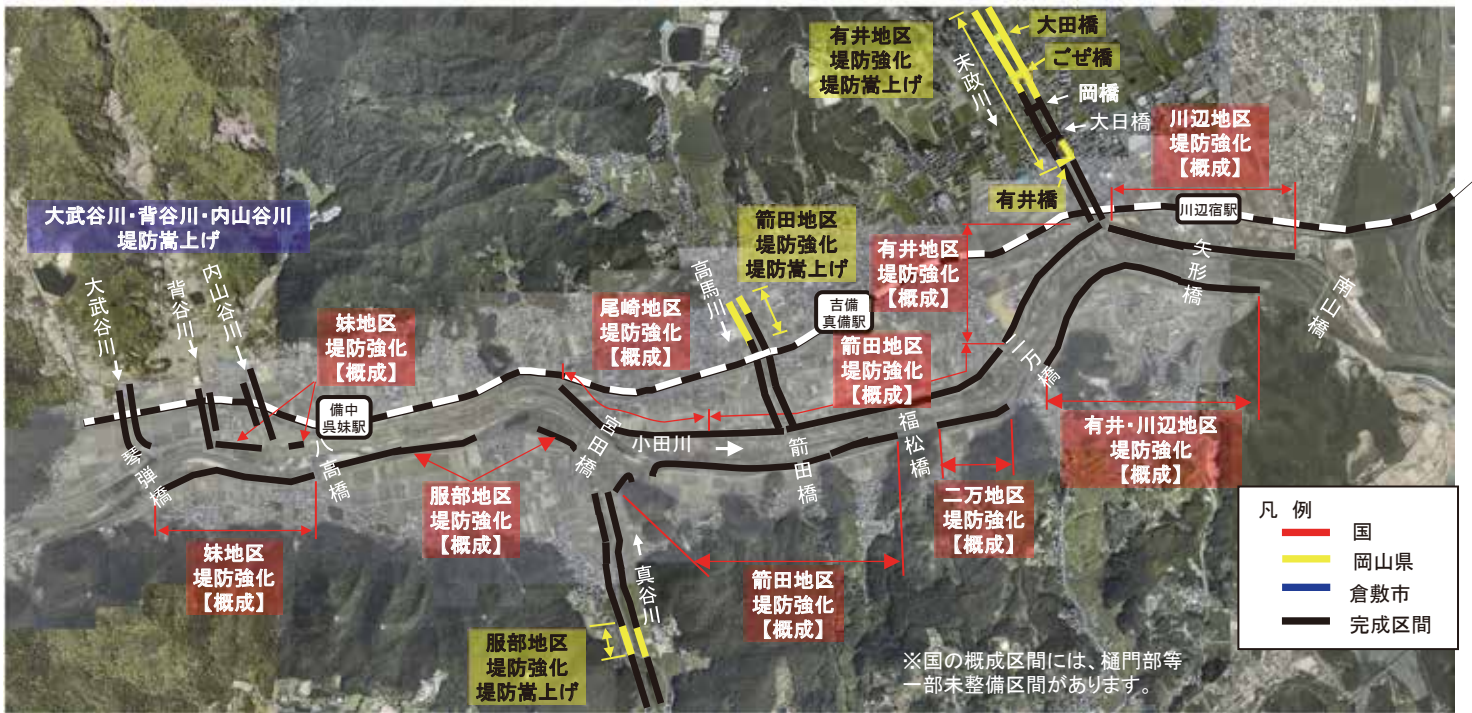 有井地区
堤防強化
堤防嵩上げ
大田橋
ごぜ橋
末政川
岡橋
大日橋
川辺地区
堤防強化
【概成】
有井橋
川辺宿駅
大武谷川・背谷川・内山谷川
堤防嵩上げ
箭田地区
堤防強化
堤防嵩上げ
有井地区
堤防強化
【概成】
矢形橋
南山橋
大武谷川
背谷川
内山谷川
高馬川
吉備
真備駅
尾崎地区
堤防強化
【概成】
妹地区
堤防強化
【概成】
箭田地区
堤防強化
【概成】
二万橋
備中
呉妹駅
琴弾橋
八高橋
宮田橋
小田川
箭田橋
福松橋
有井・川辺地区
堤防強化
【概成】
服部地区
堤防強化
【概成】
二万地区
堤防強化
【概成】
妹地区
堤防強化
【概成】
真谷川
箭田地区
堤防強化
【概成】
服部地区
堤防強化
堤防嵩上げ
凡 例
国
岡山県
倉敷市
完成区間
※国の概成区間には、樋門部等
一部未整備区間があります。